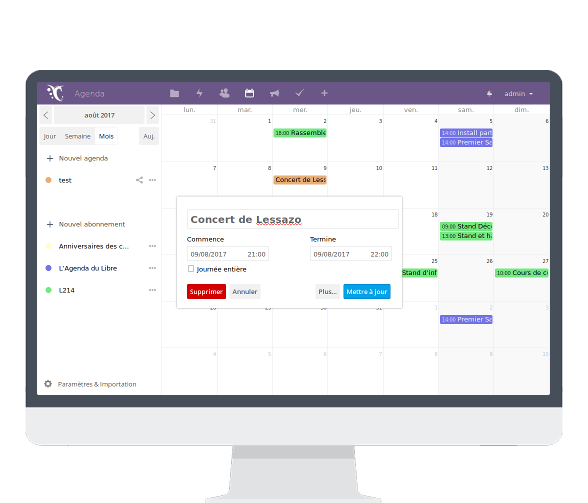 Agenda
admin
août 2017
Jour Semaine Mois Auj.
Nouvel agenda
test
Nouvel abonnement
Anniversaires des c...
L'Agenda du Libre
L214
Paramètres & Importation
lun. mar. mer. jeu. ven. sam. dim.
31 1 2 3 4 5 6
18:00 Rassemble
14:00 Install part
14:00 Premier Sa
7 8 9 10 11 12 13
Concert de Less
Concert de Lessazo
Commence Termine
09/08/2017 21:00 09/08/2017 22:00
Journée entière
Supprimer Annuler Plus... Mettre à jour
18 19 20
09:00 Stand Déco
13:00 Stand et h
25 26 27
Stand d'inf
10:00 Cours de c
28 29 30 31 1 2 3
14:00 Premier Sa
4 5 6 7 8 9 10